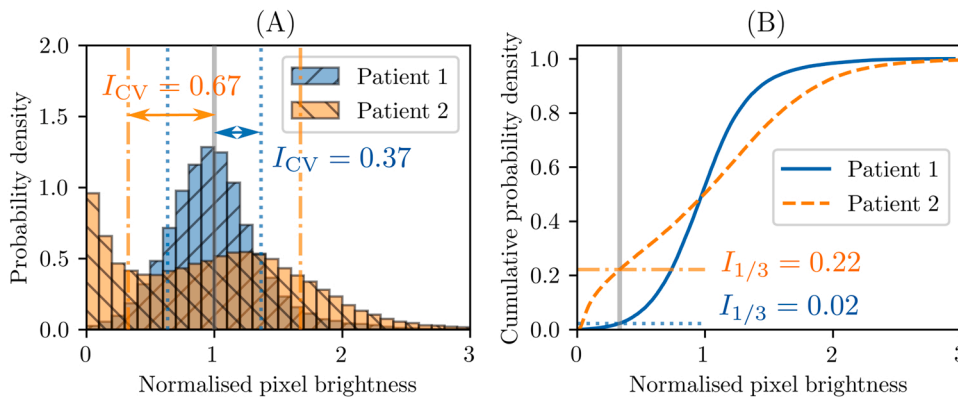 (A)
2.0
1.5
1.0
0.5
0.0
Probability density
I_CV = 0.67
I_CV = 0.37
Patient 1
Patient 2
0
1
2
3
Normalised pixel brightness
(B)
1.0
0.8
0.6
0.4
0.2
0.0
Cumulative probability density
Patient 1
Patient 2
I_1/3 = 0.22
I_1/3 = 0.02
0
1
2
3
Normalised pixel brightness